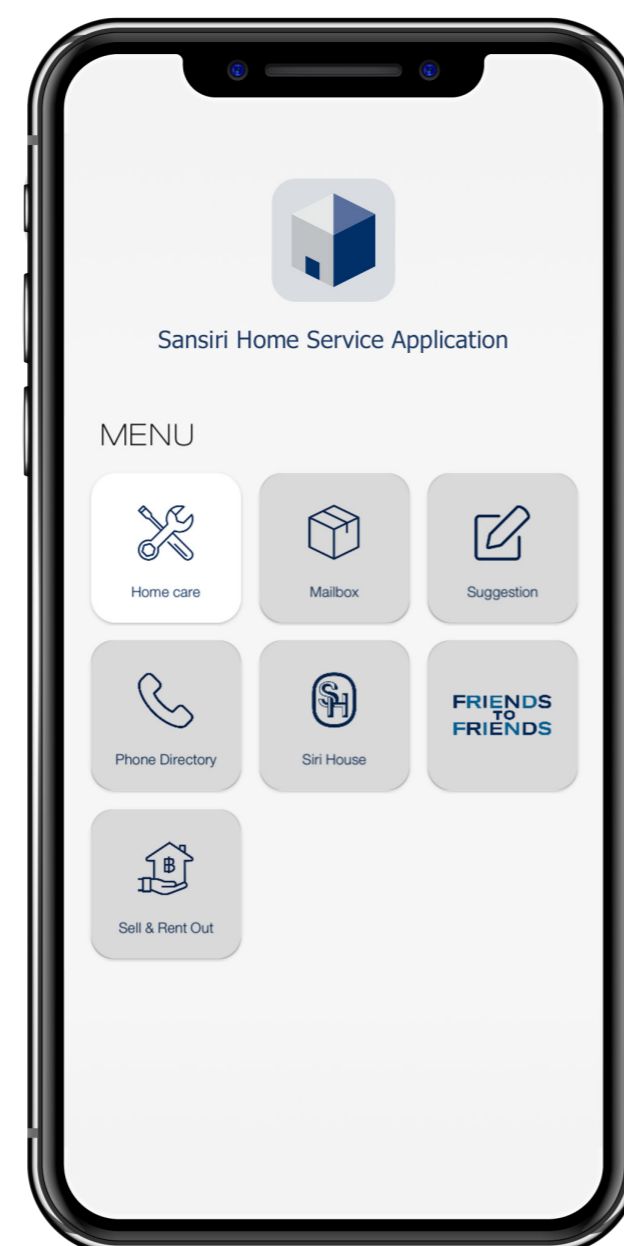 Sansiri Home Service Application
MENU
Home care
Mailbox
Suggestion
Phone Directory
SH
Siri House
FRIENDS
TO
FRIENDS
฿
Sell & Rent Out